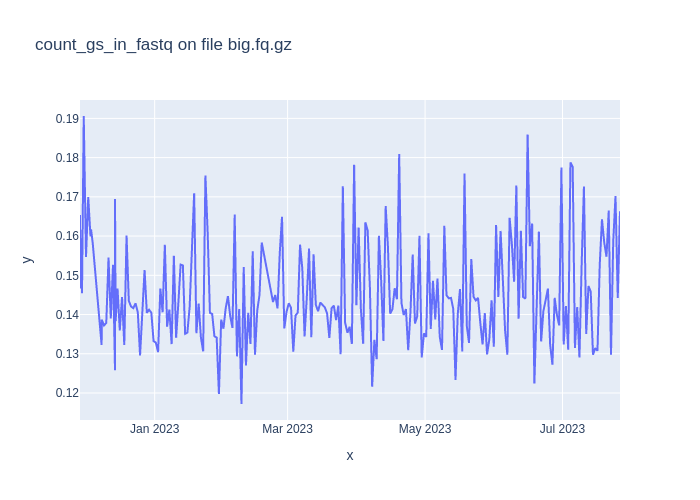 count_gs_in_fastq on file big.fq.gz
0.19
0.18
0.17
0.16
0.15
0.14
0.13
0.12
y
Jan 2023
Mar 2023
May 2023
Jul 2023
x